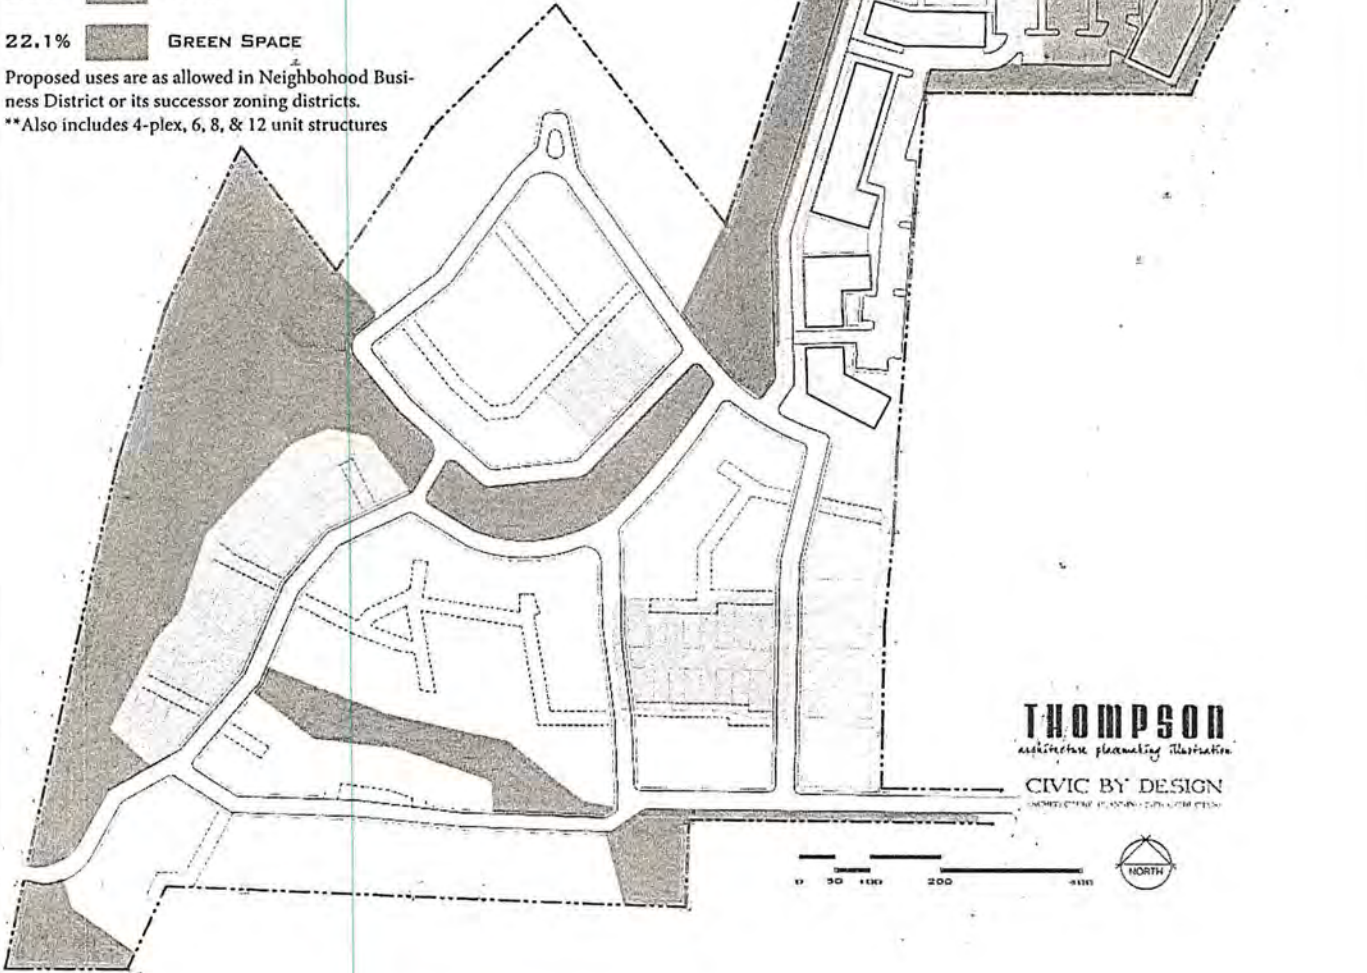 22.1% GREEN SPACE
Proposed uses are as allowed in Neighbohood Busi-
ness District or its successor zoning districts.
**Also includes 4-plex, 6, 8, & 12 unit structures
THOMPSON
architecture placemaking illustration
CIVIC BY DESIGN
0 50 100 200 400
NORTH